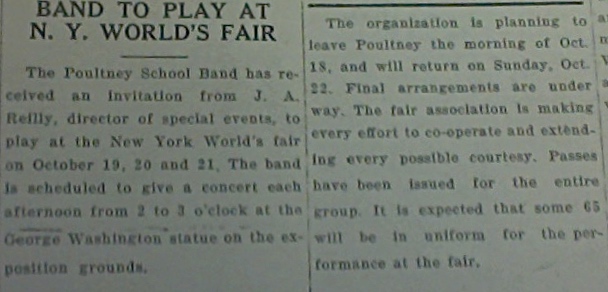 BAND TO PLAY AT
N. Y. WORLD'S FAIR
The Poultney School Band has re-
ceived an invitation from J. A.
Reilly, director of special events, to
play at the New York World's fair
on October 19, 20 and 21. The band
is scheduled to give a concert each
afternoon from 2 to 3 o'clock at the
George Washington statue on the ex-
position grounds.
The organization is planning to
leave Poultney the morning of Oct.
18, and will return on Sunday, Oct.
22. Final arrangements are under
way. The fair association is making
every effort to co-operate and extend-
ing every possible courtesy. Passes
have been issued for the entire
group. It is expected that some 65
will be in uniform for the per-
formance at the fair.